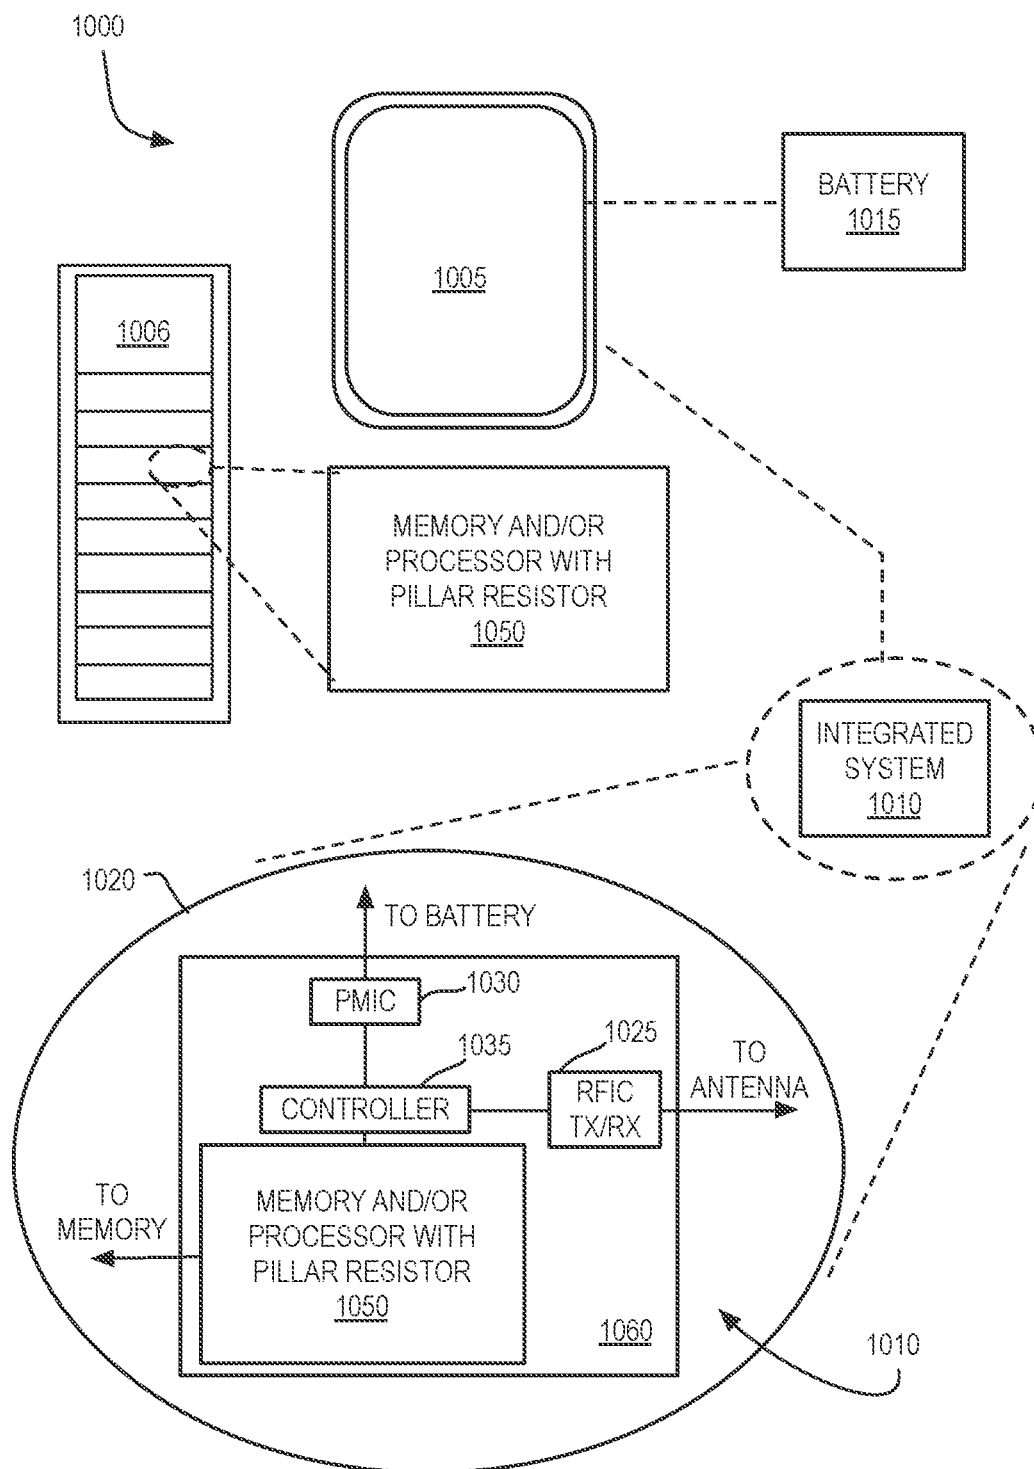 1000
BATTERY
1015
1005
1006
MEMORY AND/OR
PROCESSOR WITH
PILLAR RESISTOR
1050
INTEGRATED
SYSTEM
1010
1020
TO BATTERY
PMIC
1030
1035
1025
CONTROLLER
RFIC
TX/RX
TO
ANTENNA
TO
MEMORY
MEMORY AND/OR
PROCESSOR WITH
PILLAR RESISTOR
1050
1060
1010